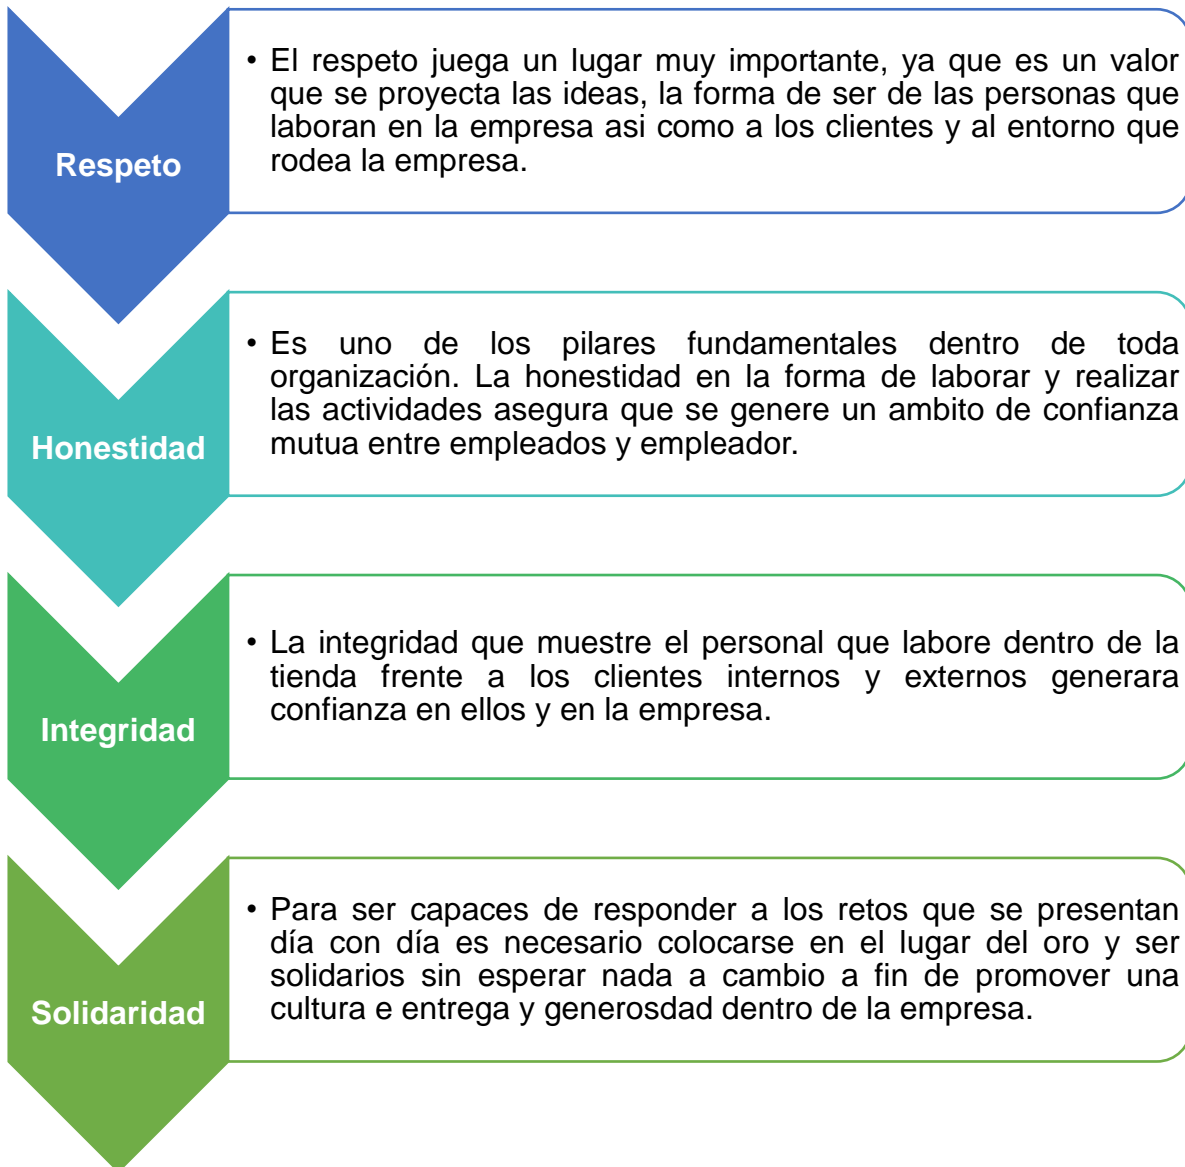 Respeto
• El respeto juega un lugar muy importante, ya que es un valor
que se proyecta las ideas, la forma de ser de las personas que
laboran en la empresa asi como a los clientes y al entorno que
rodea la empresa.
Honestidad
• Es uno de los pilares fundamentales dentro de toda
organización. La honestidad en la forma de laborar y realizar
las actividades asegura que se genere un ambito de confianza
mutua entre empleados y empleador.
Integridad
• La integridad que muestre el personal que labore dentro de la
tienda frente a los clientes internos y externos generara
confianza en ellos y en la empresa.
Solidaridad
• Para ser capaces de responder a los retos que se presentan
día con día es necesario colocarse en el lugar del oro y ser
solidarios sin esperar nada a cambio a fin de promover una
cultura e entrega y generosdad dentro de la empresa.